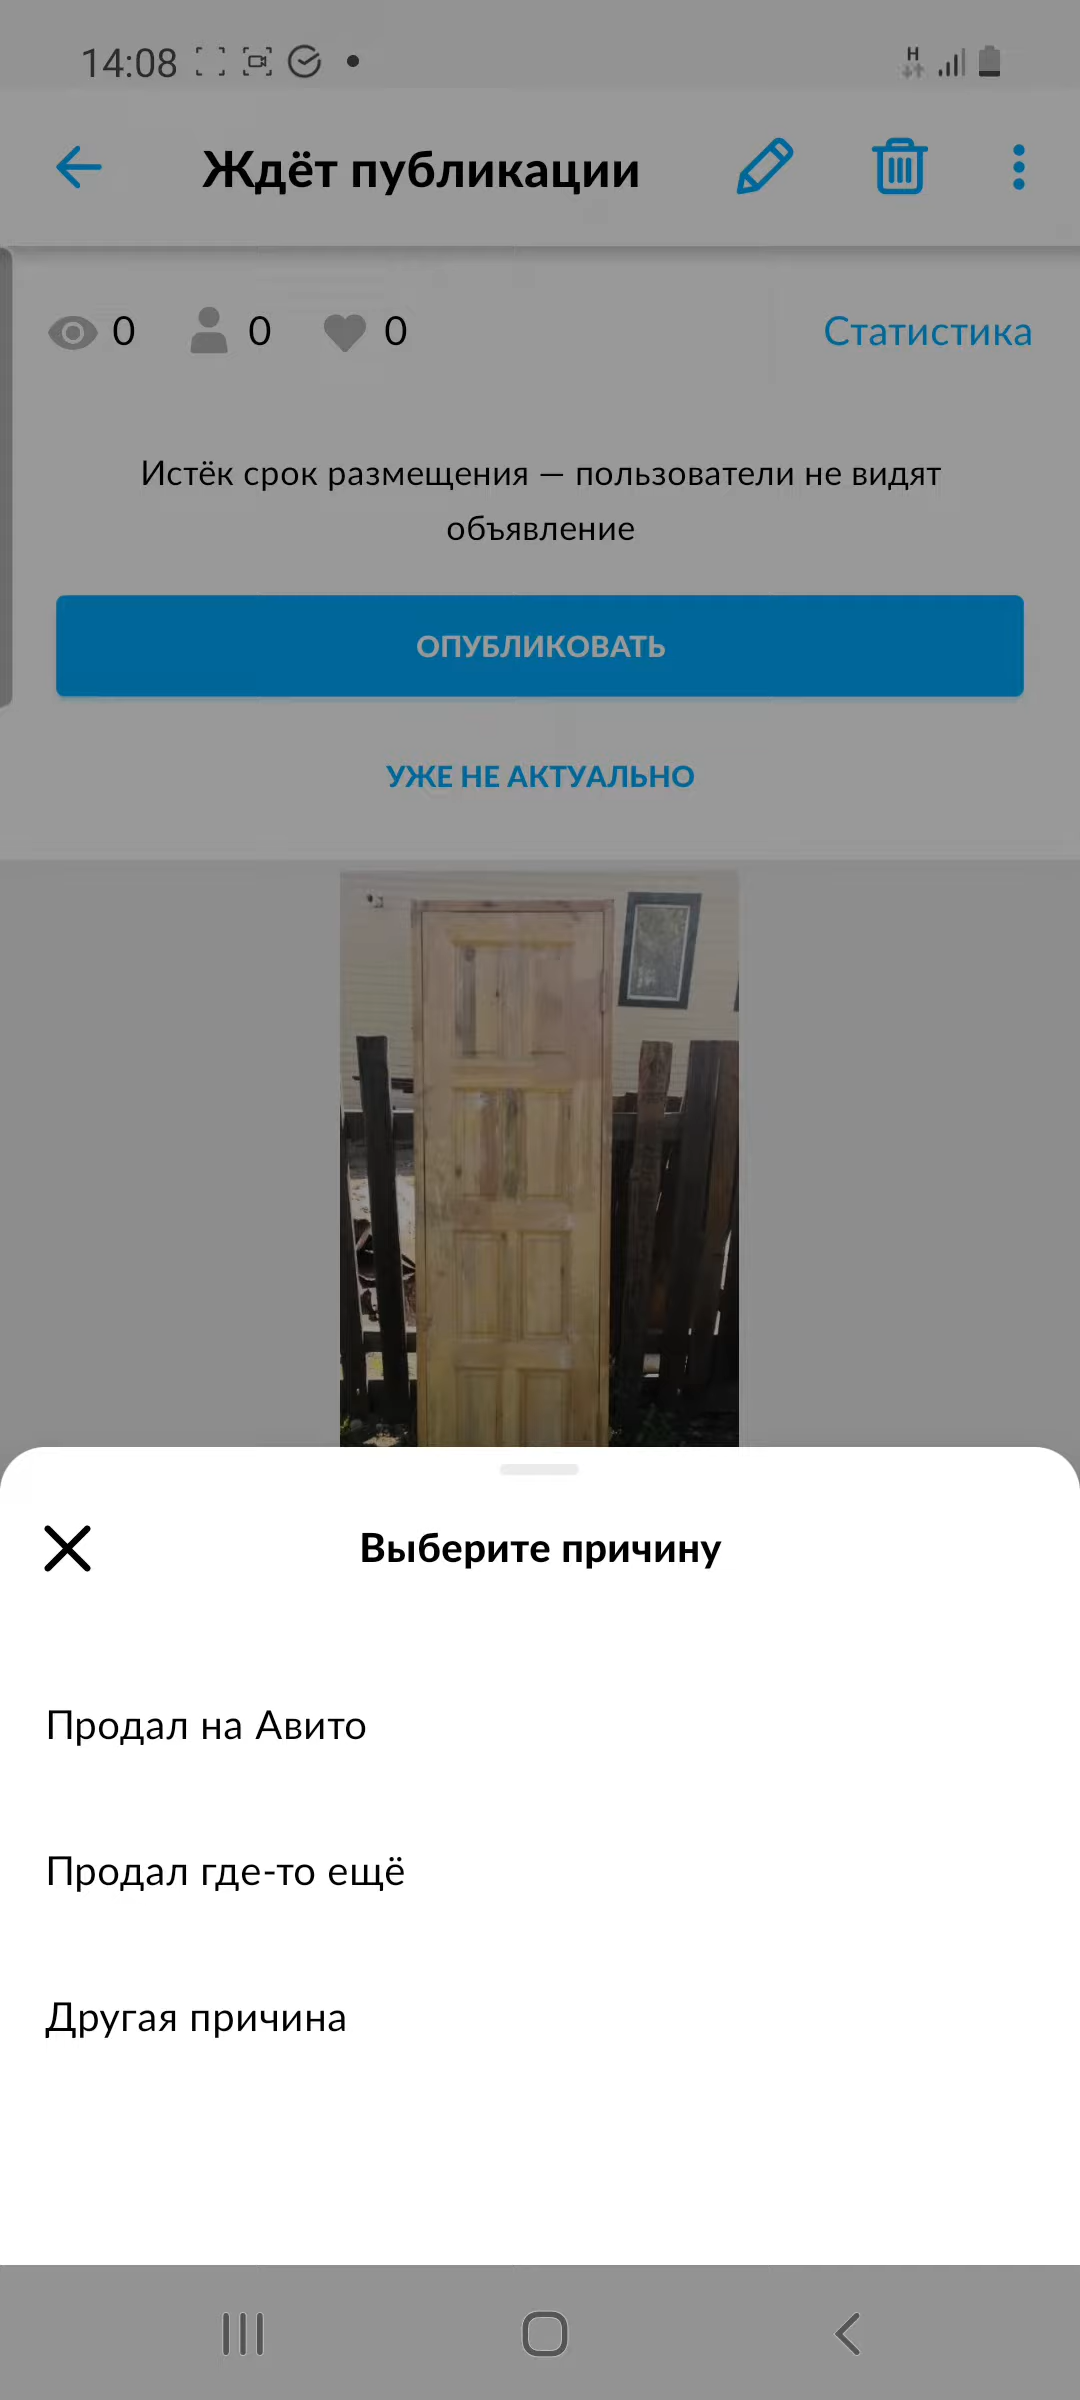 14:08
H
Ждёт публикации
0 0 0 Статистика
Истёк срок размещения — пользователи не видят
объявление
ОПУБЛИКОВАТЬ
УЖЕ НЕ АКТУАЛЬНО
Выберите причину
Продал на Авито
Продал где-то ещё
Другая причина